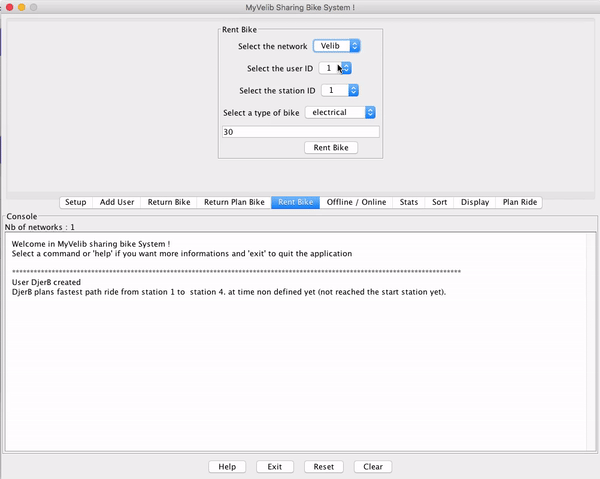 MyVelib Sharing Bike System !
Rent Bike
Select the network Velib
Select the user ID 1
Select the station ID 1
Select a type of bike electrical
30
Rent Bike
Setup Add User Return Bike Return Plan Bike Rent Bike Offline / Online Stats Sort Display Plan Ride
Console
Nb of networks : 1
Welcome in MyVelib sharing bike System !
Select a command or 'help' if you want more informations and 'exit' to quit the application
User DjerB created
DjerB plans fastest path ride from station 1 to station 4. at time non defined yet (not reached the start station yet).
Help Exit Reset Clear